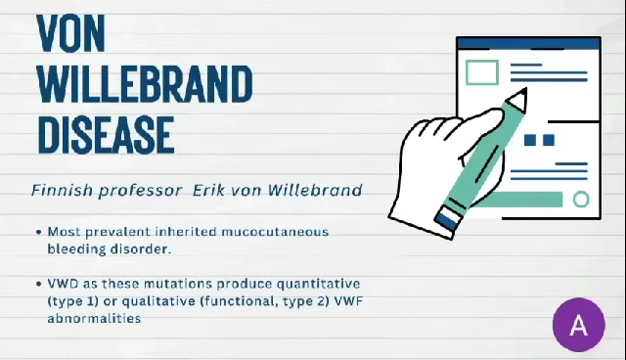 VON
WILLEBRAND
DISEASE
Finnish professor Erik von Willebrand
• Most prevalent inherited mucocutaneous
bleeding disorder.
• VWD as these mutations produce quantitative
(type 1) or qualitative (functional, type 2) VWF
abnormalities
A